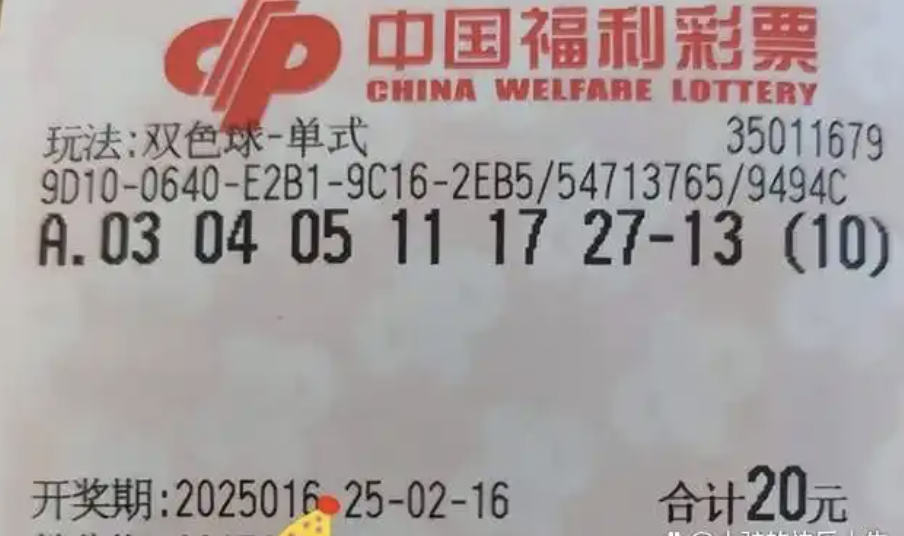 中国福利彩票
CHINA WELFARE LOTTERY
玩法:双色球-单式 35011679
9D10-0640-E2B1-9C16-2EB5/54713765/9494C
A.03 04 05 11 17 27-13 (10)
开奖期:2025016 25-02-16 合计20元